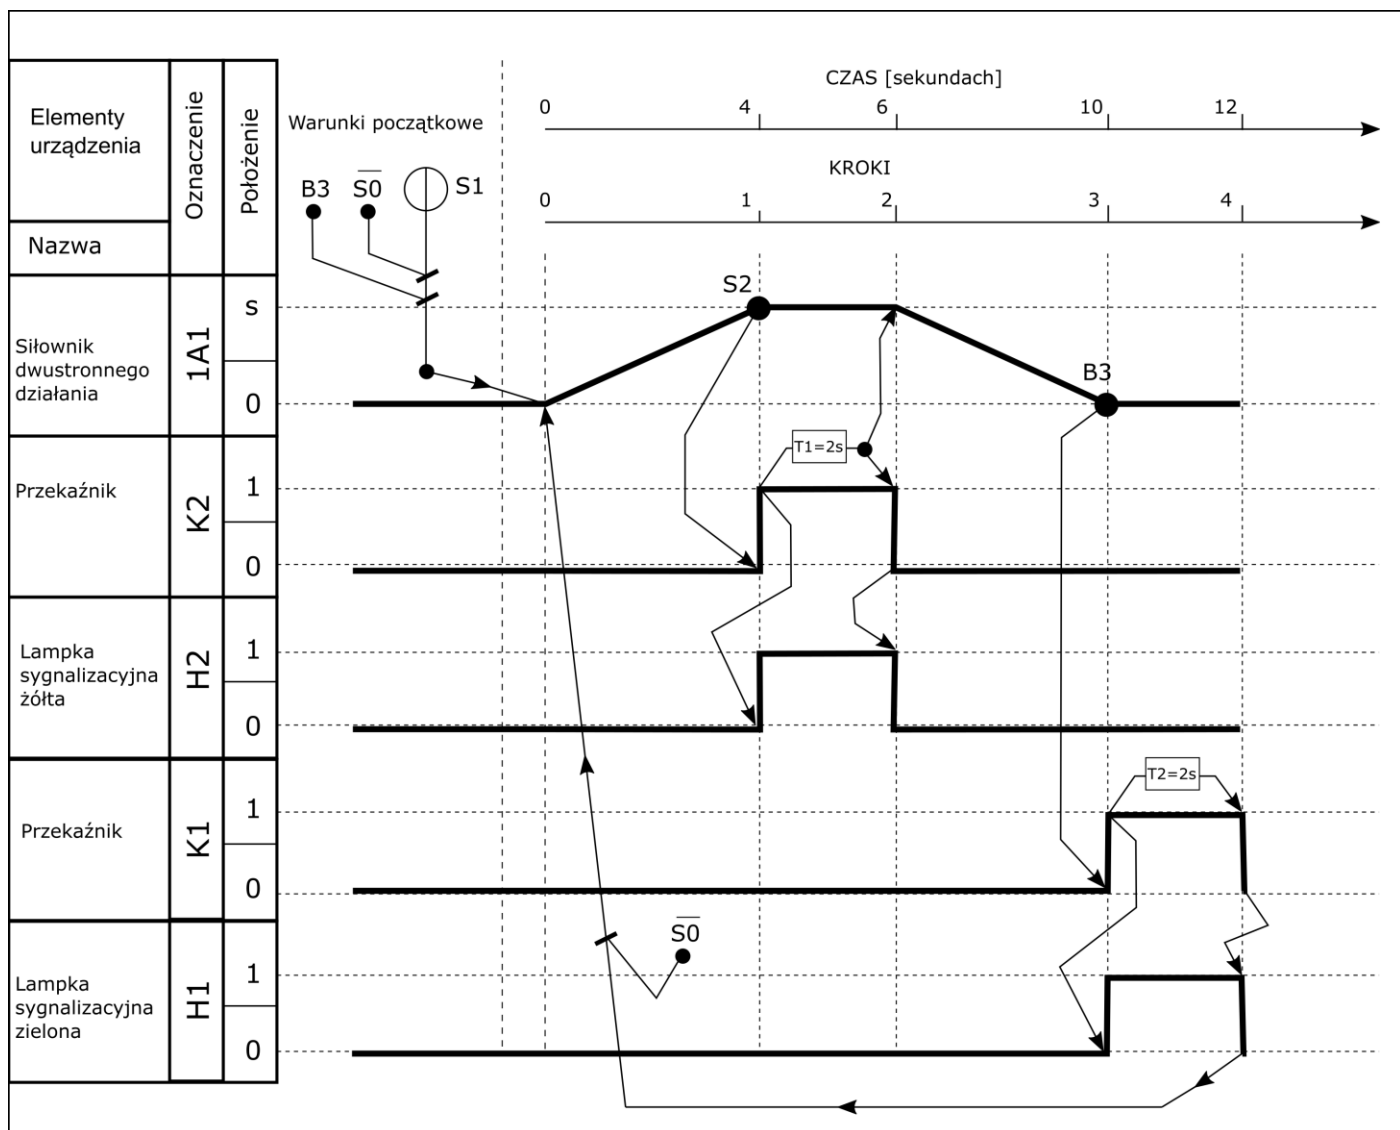 Elementy
urządzenia
Nazwa
Oznaczenie
Położenie
Warunki początkowe
B3
S0
S1
CZAS [sekundach]
0 4 6 10 12
KROKI
0 1 2 3 4
Siłownik
dwustronnego
działania
1A1
s
0
S2
B3
Przekaźnik
K2
1
0
T1=2s
Lampka
sygnalizacyjna
żółta
H2
1
0
Przekaźnik
K1
1
0
T2=2s
Lampka
sygnalizacyjna
zielona
H1
1
0
S0